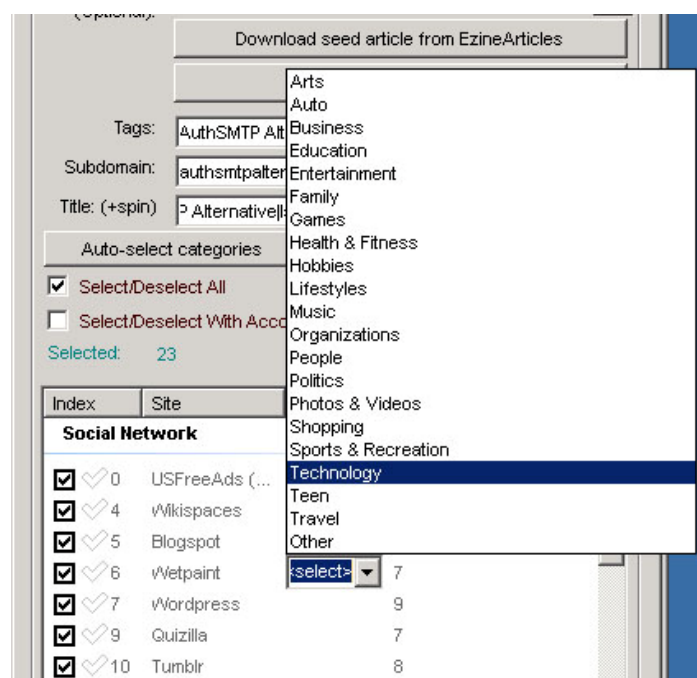 (Optional):
Download seed article from EzineArticles
Tags: AuthSMTP Alt
Subdomain: authsmtpalter
Title: (+spin) P Alternative|
Auto-select categories
Select/Deselect All
Select/Deselect With Acco
Selected: 23
Arts
Auto
Business
Education
Entertainment
Family
Games
Health & Fitness
Hobbies
Lifestyles
Music
Organizations
People
Politics
Photos & Videos
Shopping
Sports & Recreation
Technology
Teen
Travel
Other
Index Site
Social Network
0 USFreeAds (...
4 Wikispaces
5 Blogspot
6 Wetpaint <select> 7
7 Wordpress 9
9 Quizilla 7
10 Tumblr 8